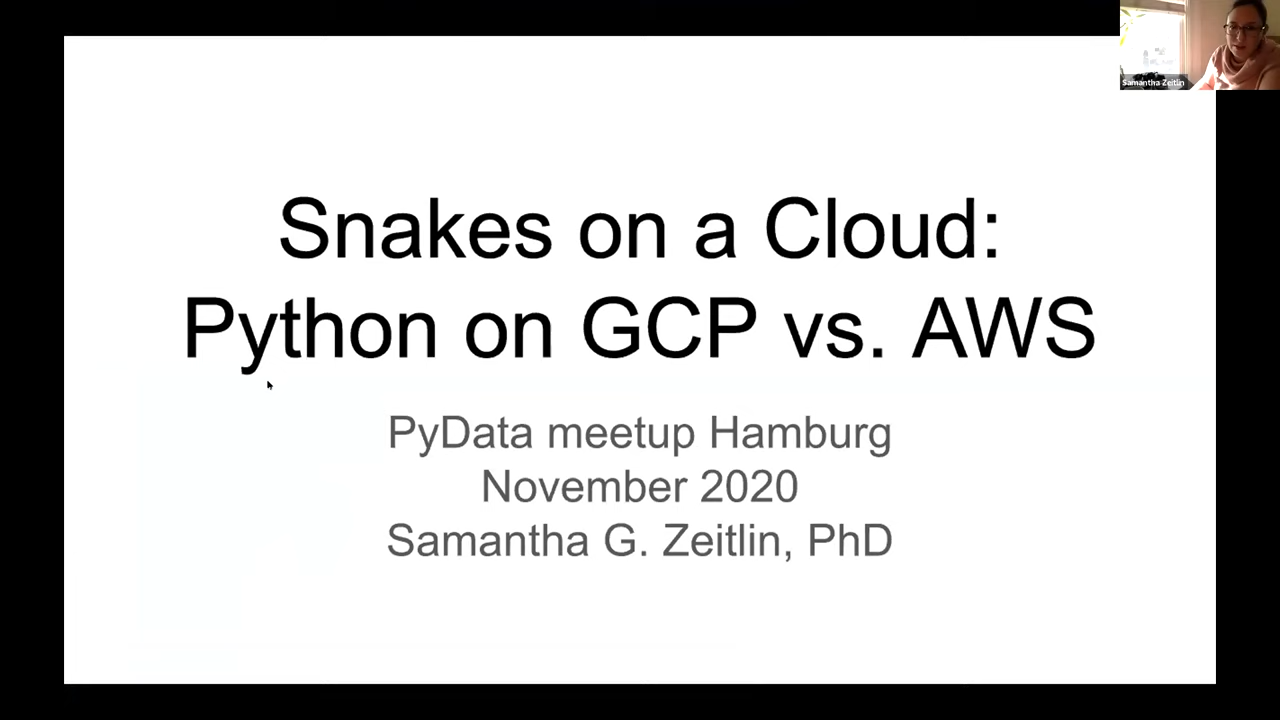 Samantha Zeitlin
Snakes on a Cloud:
Python on GCP vs. AWS
PyData meetup Hamburg
November 2020
Samantha G. Zeitlin, PhD